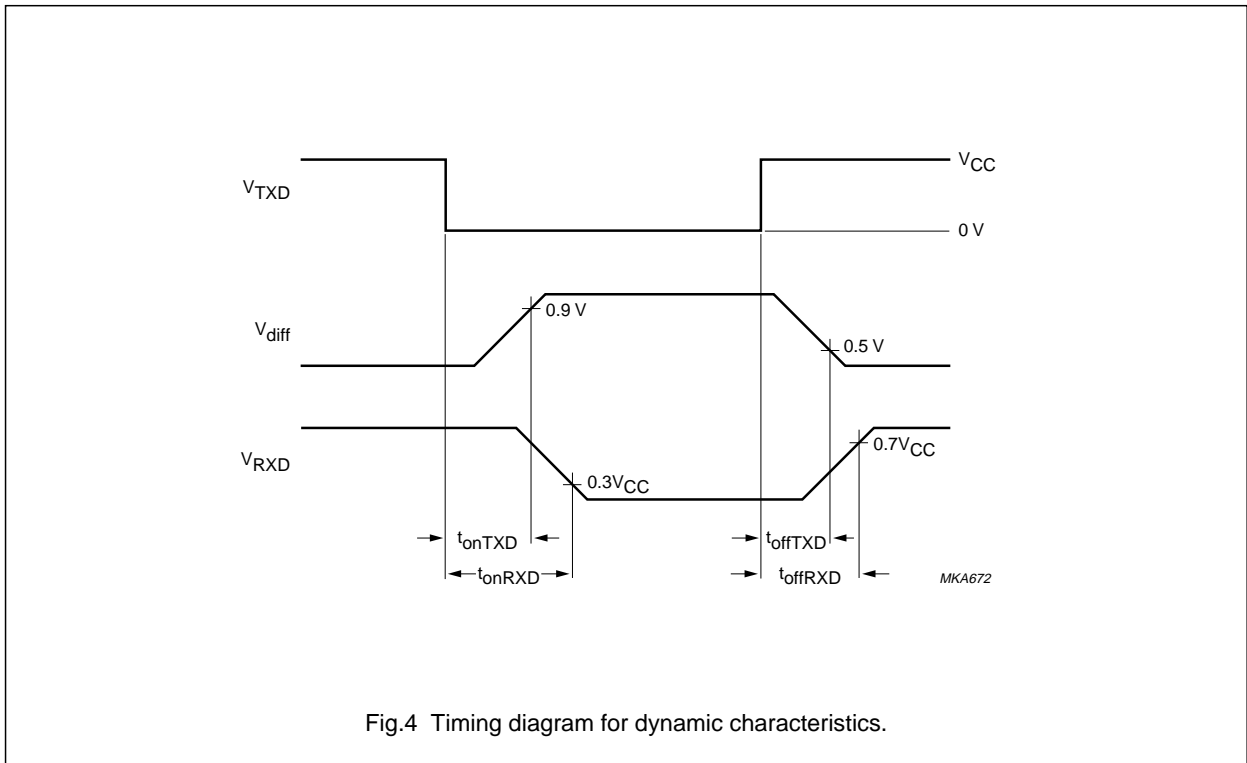 V_TXD
V_CC
0 V
V_diff
0.9 V
0.5 V
V_RXD
0.3V_CC
0.7V_CC
t_onTXD
t_offTXD
t_onRXD
t_offRXD
MKA672
Fig.4 Timing diagram for dynamic characteristics.